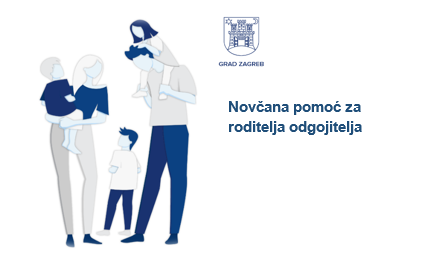 GRAD ZAGREB
Novčana pomoć za
roditelja odgojitelja